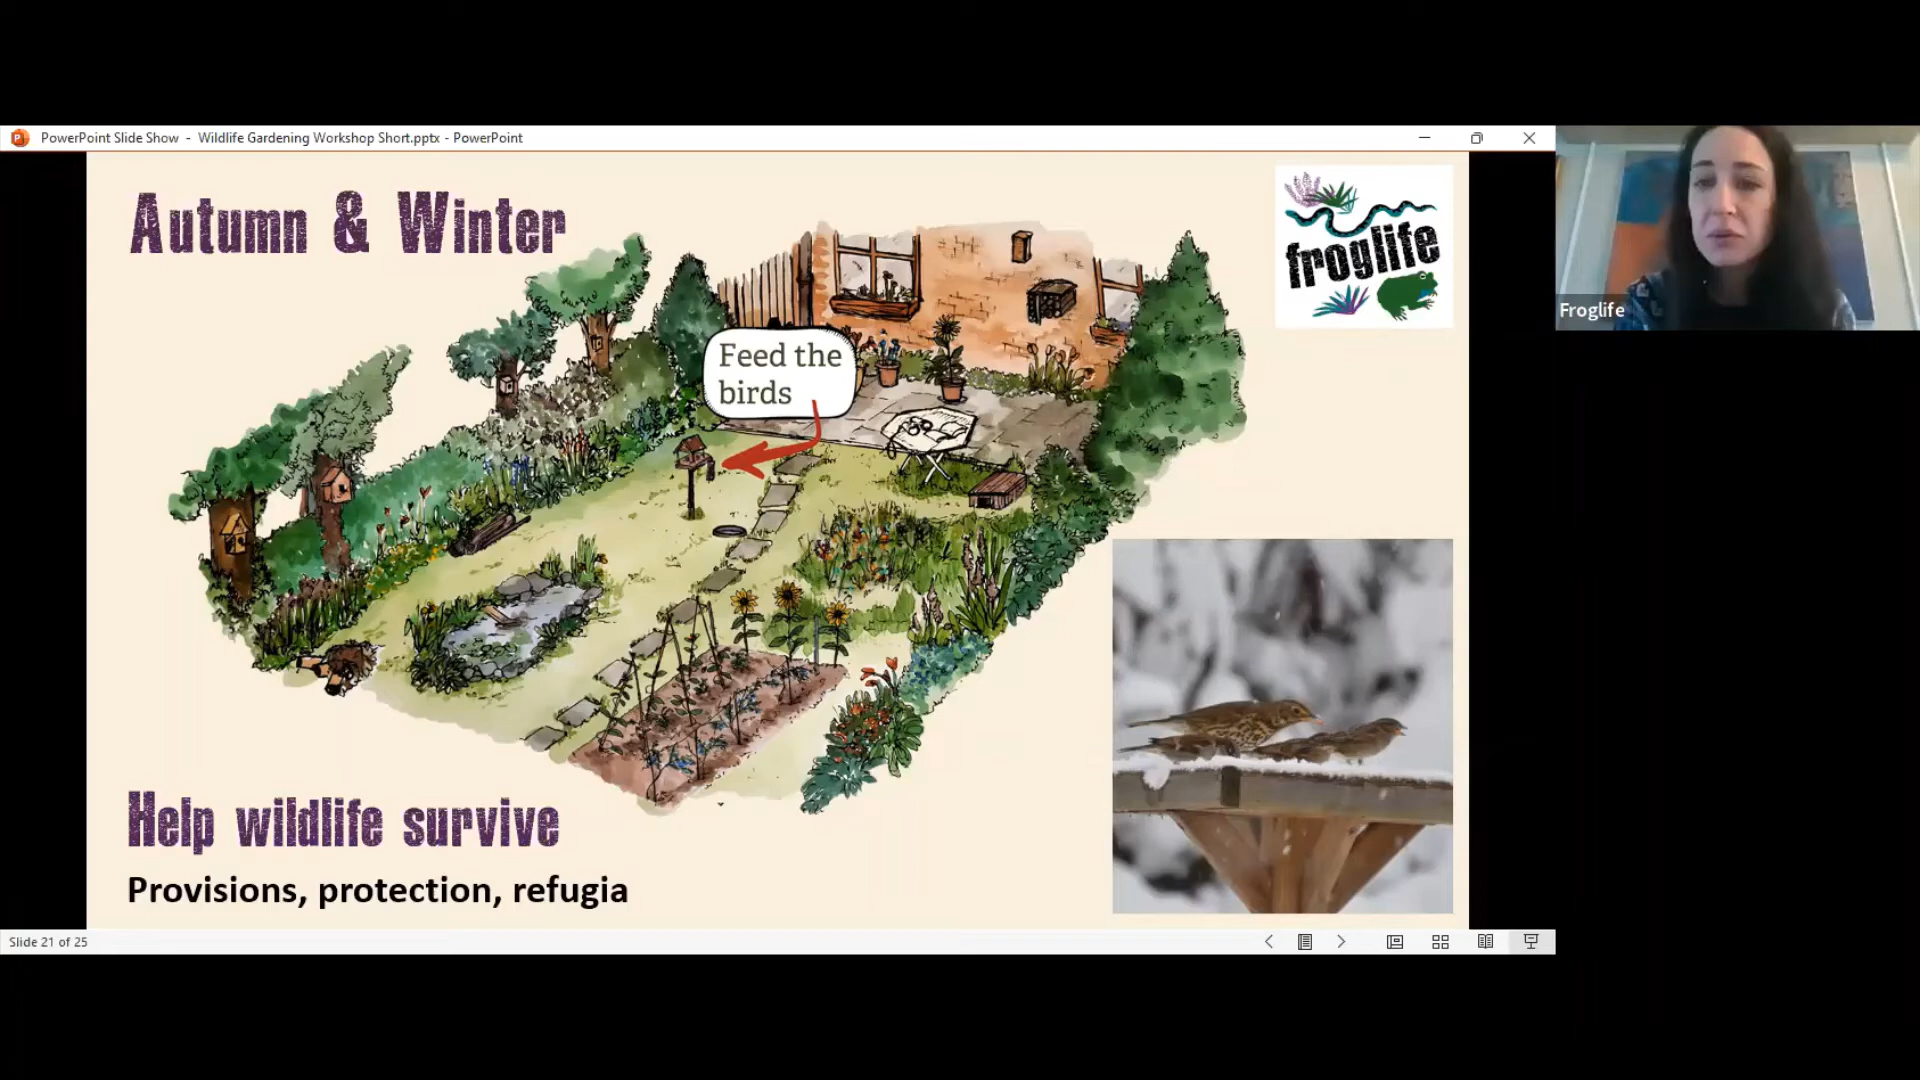 PowerPoint Slide Show - Wildlife Gardening Workshop Short.pptx - PowerPoint
Autumn & Winter
froglife
Froglife
Feed the
birds
Help wildlife survive
Provisions, protection, refugia
Slide 21 of 25